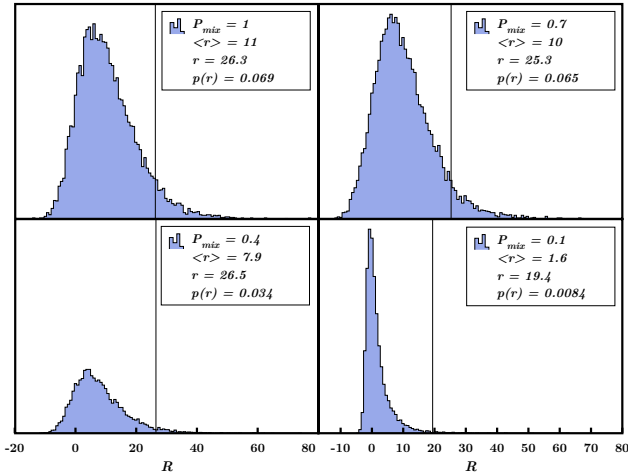 P_mix = 1
<r> = 11
r = 26.3
p(r) = 0.069
P_mix = 0.7
<r> = 10
r = 25.3
p(r) = 0.065
P_mix = 0.4
<r> = 7.9
r = 26.5
p(r) = 0.034
P_mix = 0.1
<r> = 1.6
r = 19.4
p(r) = 0.0084
-20 0 20 40 60 80 -10 0 10 20 30 40 50 60 70 80
R R